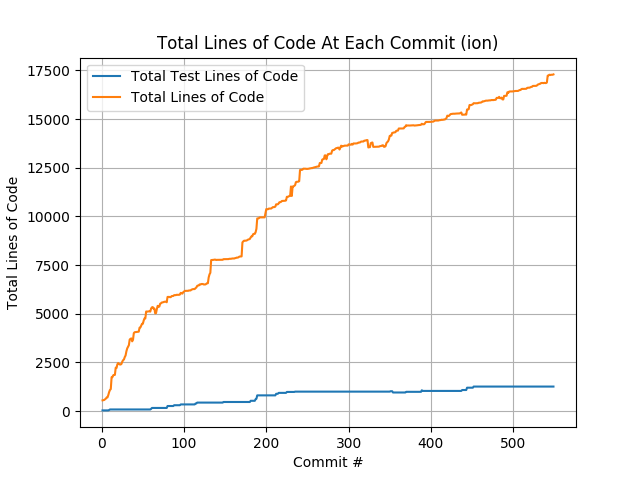 Total Lines of Code At Each Commit (ion)
Total Test Lines of Code
Total Lines of Code
Total Lines of Code
17500
15000
12500
10000
7500
5000
2500
0
0 100 200 300 400 500
Commit #